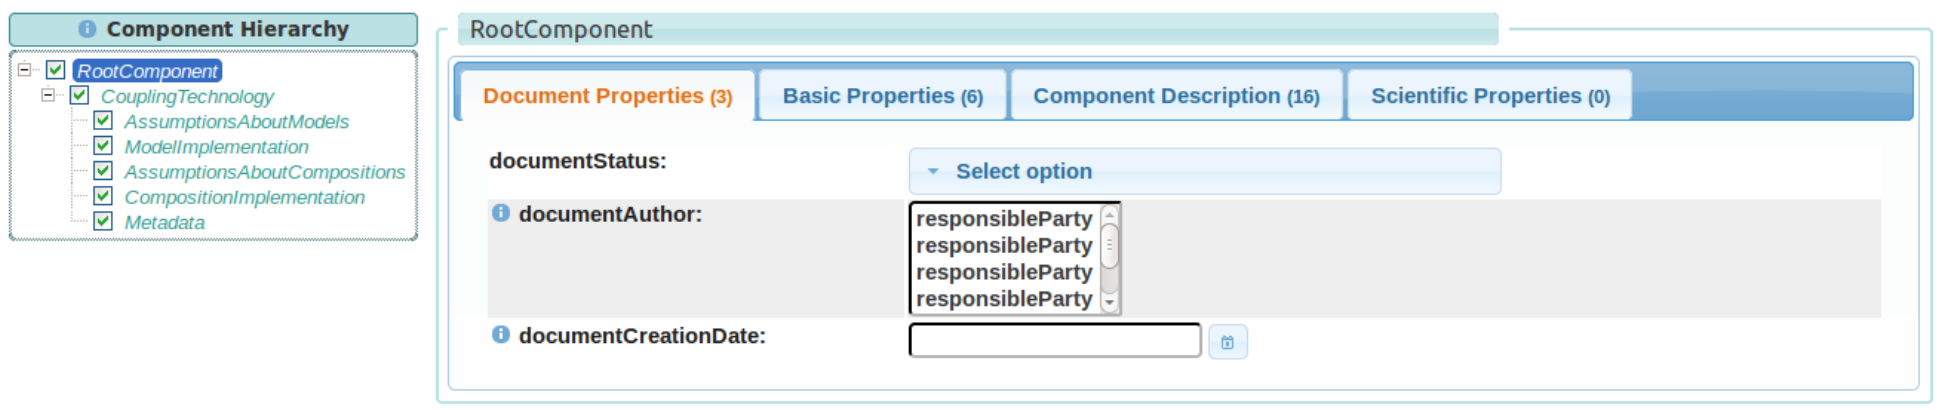 Component Hierarchy
RootComponent
CouplingTechnology
AssumptionsAboutModels
ModelImplementation
AssumptionsAboutCompositions
CompositionImplementation
Metadata
RootComponent
Document Properties (3)
Basic Properties (6)
Component Description (16)
Scientific Properties (0)
documentStatus:
Select option
documentAuthor:
responsibleParty
responsibleParty
responsibleParty
responsibleParty
documentCreationDate: